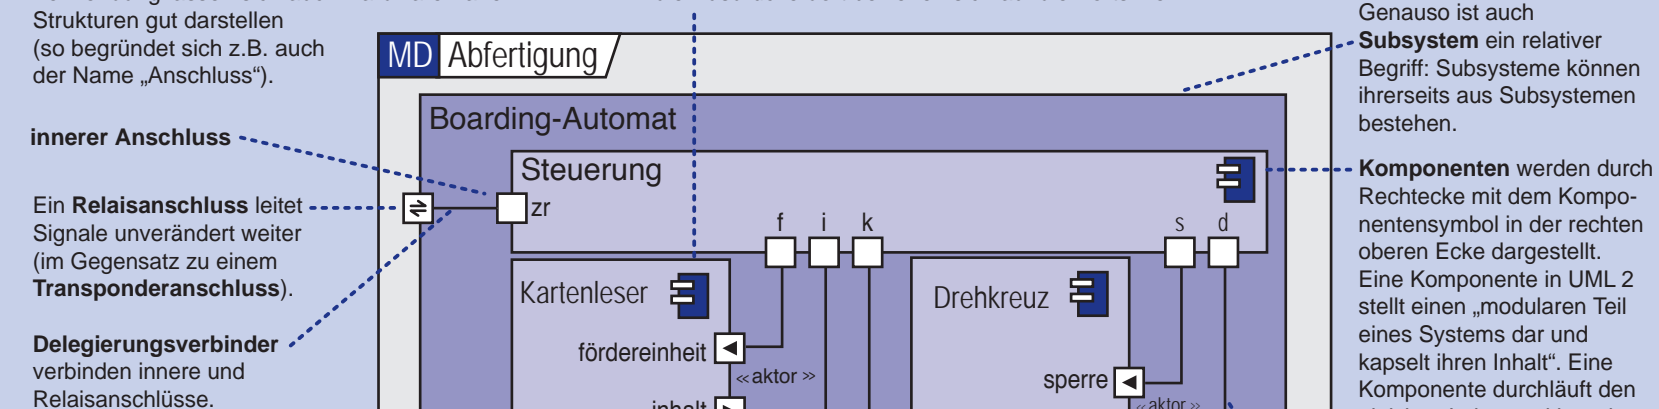 Strukturen gut darstellen
(so begründet sich z.B. auch
der Name „Anschluss“).
innerer Anschluss
Ein Relaisanschluss leitet
Signale unverändert weiter
(im Gegensatz zu einem
Transponderanschluss).
Delegierungsverbinder
verbinden innere und
Relaisanschlüsse.
MD Abfertigung
Boarding-Automat
Steuerung
zr
f i k s d
Kartenleser
Drehkreuz
fördereinheit
«aktor»
sperre
«aktor»
inhalt
Genauso ist auch
Subsystem ein relativer
Begriff: Subsysteme können
ihrerseits aus Subsystemen
bestehen.
Komponenten werden durch
Rechtecke mit dem Kompo-
nentensymbol in der rechten
oberen Ecke dargestellt.
Eine Komponente in UML 2
stellt einen „modularen Teil
eines Systems dar und
kapselt ihren Inhalt“. Eine
Komponente durchläuft den